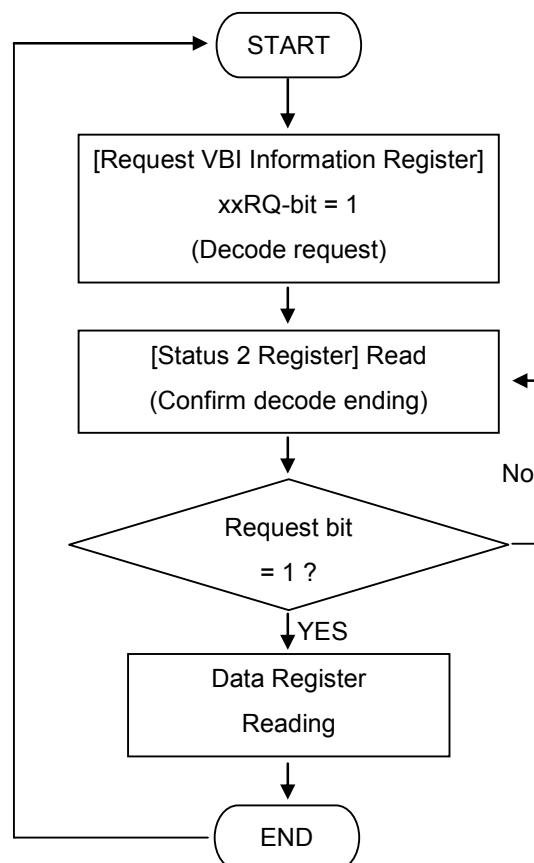 START
[Request VBI Information Register]
xxRQ-bit = 1
(Decode request)
[Status 2 Register] Read
(Confirm decode ending)
No
Request bit
= 1 ?
YES
Data Register
Reading
END